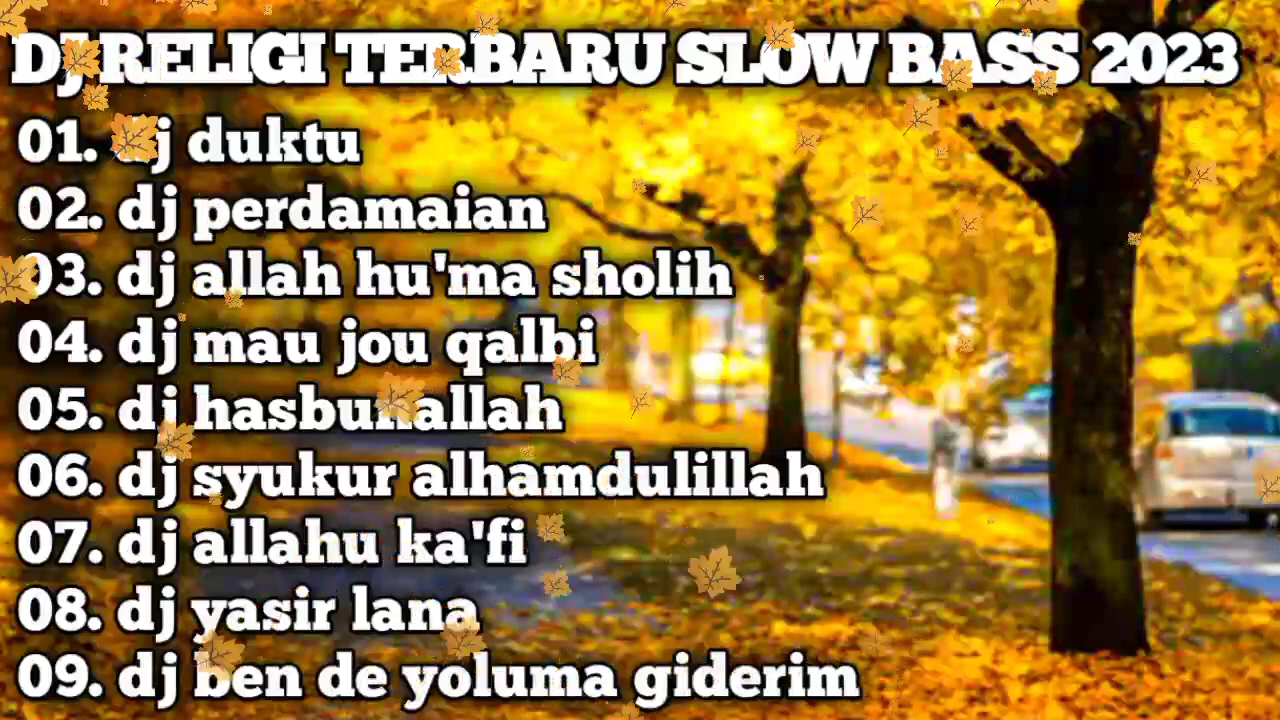 Dj RELIGI TERBARU SLOW BASS 2023
01. dj duktu
02. dj perdamaian
03. dj allah hu'ma sholih
04. dj mau jou qalbi
05. dj hasbunallah
06. dj syukur alhamdulillah
07. dj allahu ka'fi
08. dj yasir lana
09. dj ben de yoluma giderim